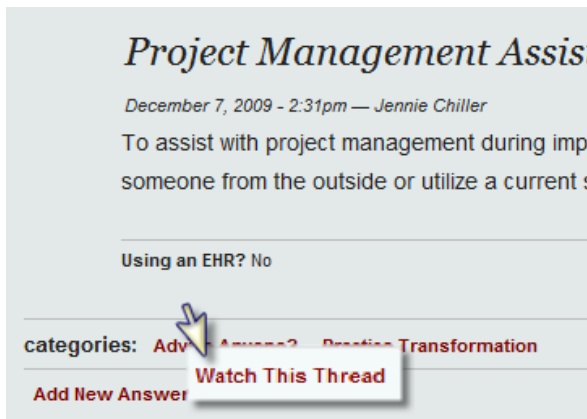 Project Management Assis
December 7, 2009 - 2:31pm — Jennie Chiller
To assist with project management during imp
someone from the outside or utilize a current s
Using an EHR? No
categories: Transformation
Watch This Thread
Add New Answer